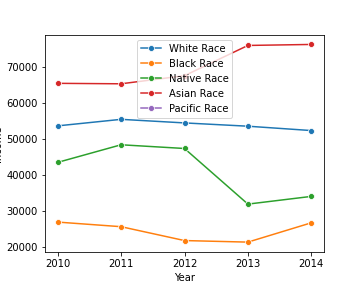 White Race
Black Race
Native Race
Asian Race
Pacific Race
70000
60000
50000
40000
30000
20000
2010 2011 2012 2013 2014
Year